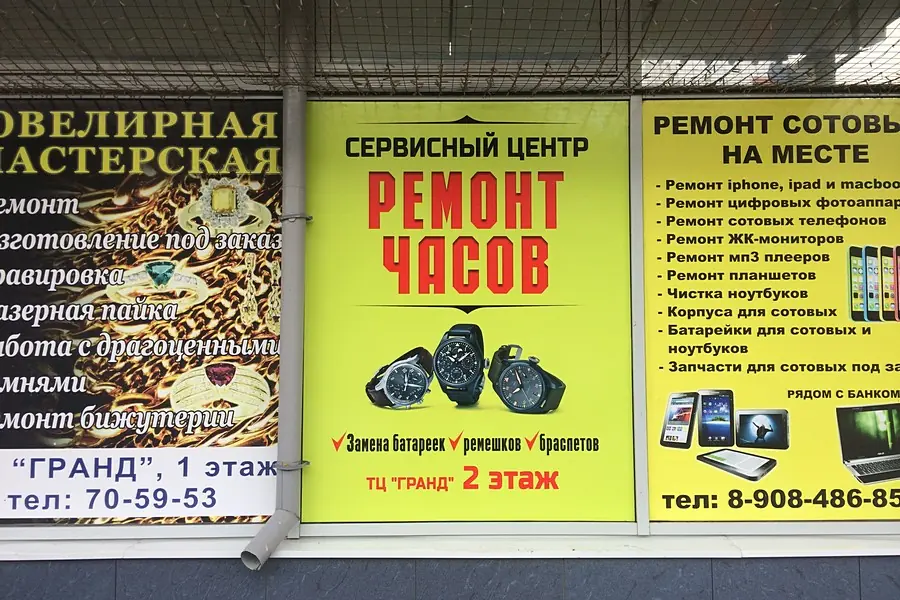 ОВЕЛИРНАЯ
МАСТЕРСКАЯ
емонт
зготовление под заказ
равировка
азерная пайка
абота с драгоценными
мнями
емонт бижутерии
"ГРАНД", 1 этаж
тел: 70-59-53
СЕРВИСНЫЙ ЦЕНТР
РЕМОНТ
ЧАСОВ
Замена батареек ремешков браслетов
ТЦ "ГРАНД" 2 этаж
РЕМОНТ СОТОВЫ
НА МЕСТЕ
- Ремонт iphone, ipad и macboo
- Ремонт цифровых фотоаппар
- Ремонт сотовых телефонов
- Ремонт ЖК-мониторов
- Ремонт мп3 плееров
- Ремонт планшетов
- Чистка ноутбуков
- Корпуса для сотовых
- Батарейки для сотовых и
ноутбуков
- Запчасти для сотовых под за
РЯДОМ С БАНКОМ
тел: 8-908-486-85